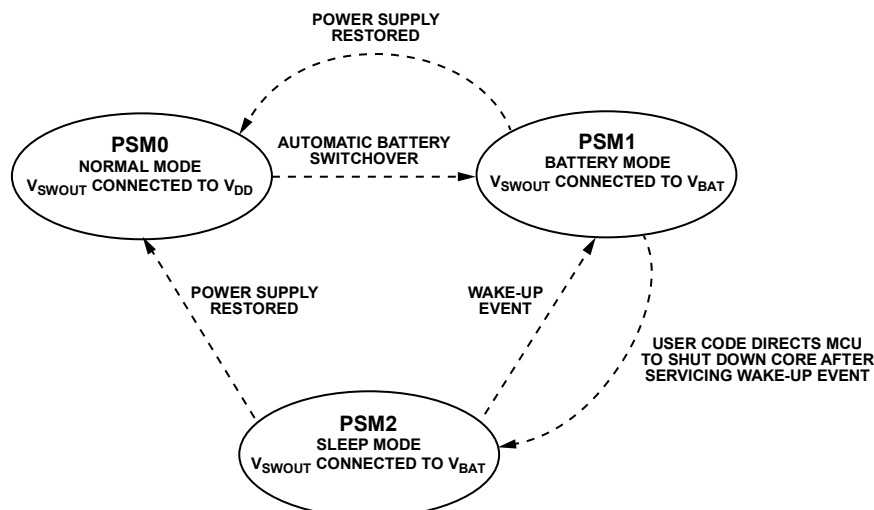 POWER SUPPLY
RESTORED
PSM0
NORMAL MODE
VSWOUT CONNECTED TO VDD
AUTOMATIC BATTERY
SWITCHOVER
PSM1
BATTERY MODE
VSWOUT CONNECTED TO VBAT
POWER SUPPLY
RESTORED
WAKE-UP
EVENT
USER CODE DIRECTS MCU
TO SHUT DOWN CORE AFTER
SERVICING WAKE-UP EVENT
PSM2
SLEEP MODE
VSWOUT CONNECTED TO VBAT